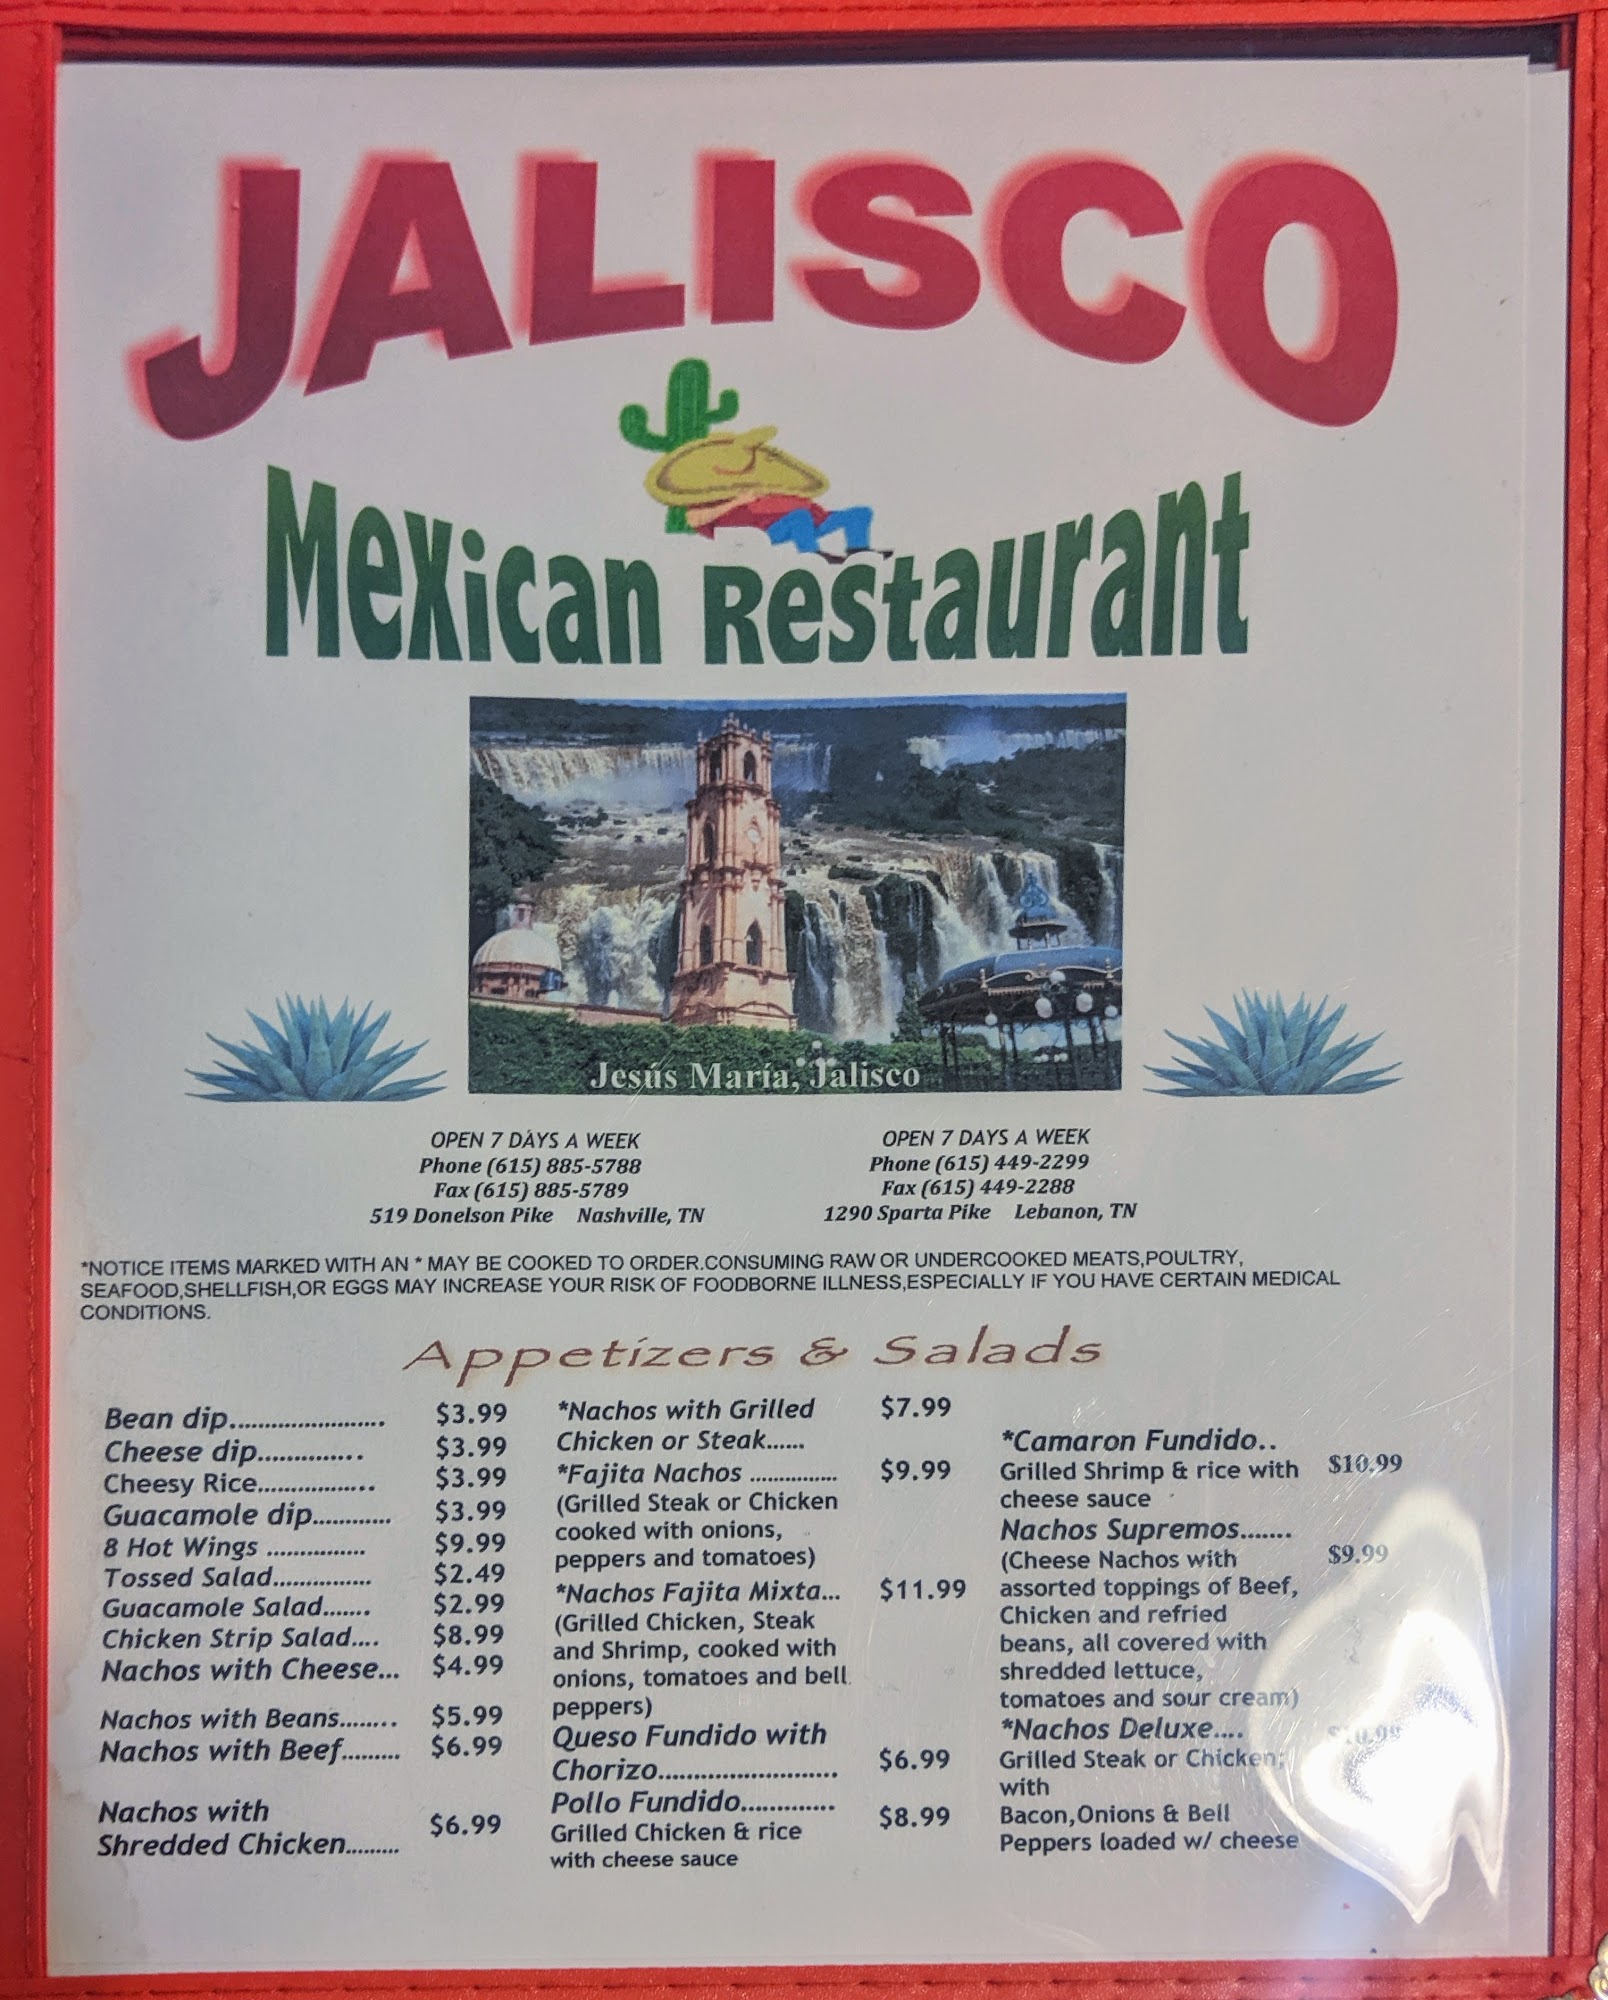 JALISCO
Mexican Restaurant
Jesús María, Jalisco
OPEN 7 DAYS A WEEK
Phone (615) 885-5788
Fax (615) 885-5789
519 Donelson Pike Nashville, TN
OPEN 7 DAYS A WEEK
Phone (615) 449-2299
Fax (615) 449-2288
1290 Sparta Pike Lebanon, TN
*NOTICE ITEMS MARKED WITH AN * MAY BE COOKED TO ORDER.CONSUMING RAW OR UNDERCOOKED MEATS,POULTRY,
SEAFOOD,SHELLFISH,OR EGGS MAY INCREASE YOUR RISK OF FOODBORNE ILLNESS,ESPECIALLY IF YOU HAVE CERTAIN MEDICAL
CONDITIONS.
Appetizers & Salads
Bean dip...................... $3.99
Cheese dip............... $3.99
Cheesy Rice................. $3.99
Guacamole dip............ $3.99
8 Hot Wings ............... $9.99
Tossed Salad............... $2.49
Guacamole Salad....... $2.99
Chicken Strip Salad.... $8.99
Nachos with Cheese... $4.99
Nachos with Beans........ $5.99
Nachos with Beef......... $6.99
Nachos with
Shredded Chicken......... $6.99
*Nachos with Grilled $7.99
Chicken or Steak......
*Fajita Nachos ............... $9.99
(Grilled Steak or Chicken
cooked with onions,
peppers and tomatoes)
*Nachos Fajita Mixta... $11.99
(Grilled Chicken, Steak
and Shrimp, cooked with
onions, tomatoes and bell
peppers)
Queso Fundido with
Chorizo......................... $6.99
Pollo Fundido............. $8.99
Grilled Chicken & rice
with cheese sauce
*Camaron Fundido..
Grilled Shrimp & rice with $10.99
cheese sauce
Nachos Supremos.......
(Cheese Nachos with $9.99
assorted toppings of Beef,
Chicken and refried
beans, all covered with
shredded lettuce,
tomatoes and sour cream)
*Nachos Deluxe....
Grilled Steak or Chicken,
with
Bacon,Onions & Bell
Peppers loaded w/ cheese